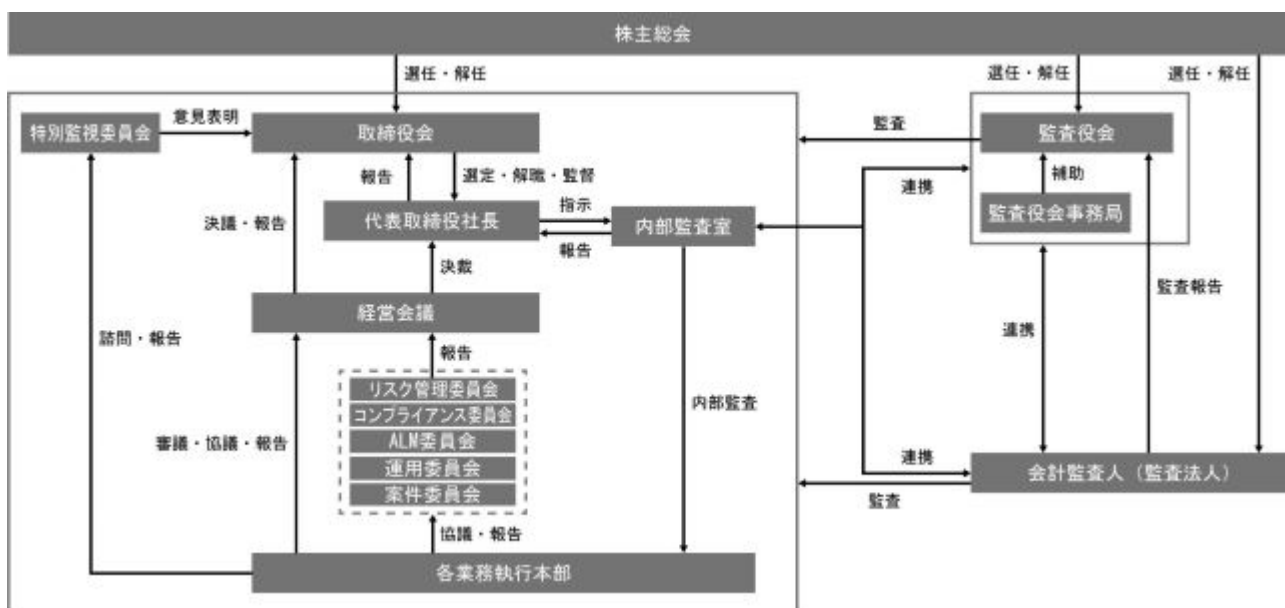 株主総会
選任・解任
選任・解任
選任・解任
特別監視委員会
意見表明
取締役会
監査
監査役会
報告
選定・解職・監督
連携
補助
決議・報告
代表取締役社長
指示
報告
内部監査室
監査役会事務局
決裁
経営会議
監査報告
諮問・報告
報告
連携
リスク管理委員会
コンプライアンス委員会
ALM委員会
運用委員会
案件委員会
内部監査
審議・協議・報告
連携
会計監査人（監査法人）
監査
協議・報告
各業務執行本部